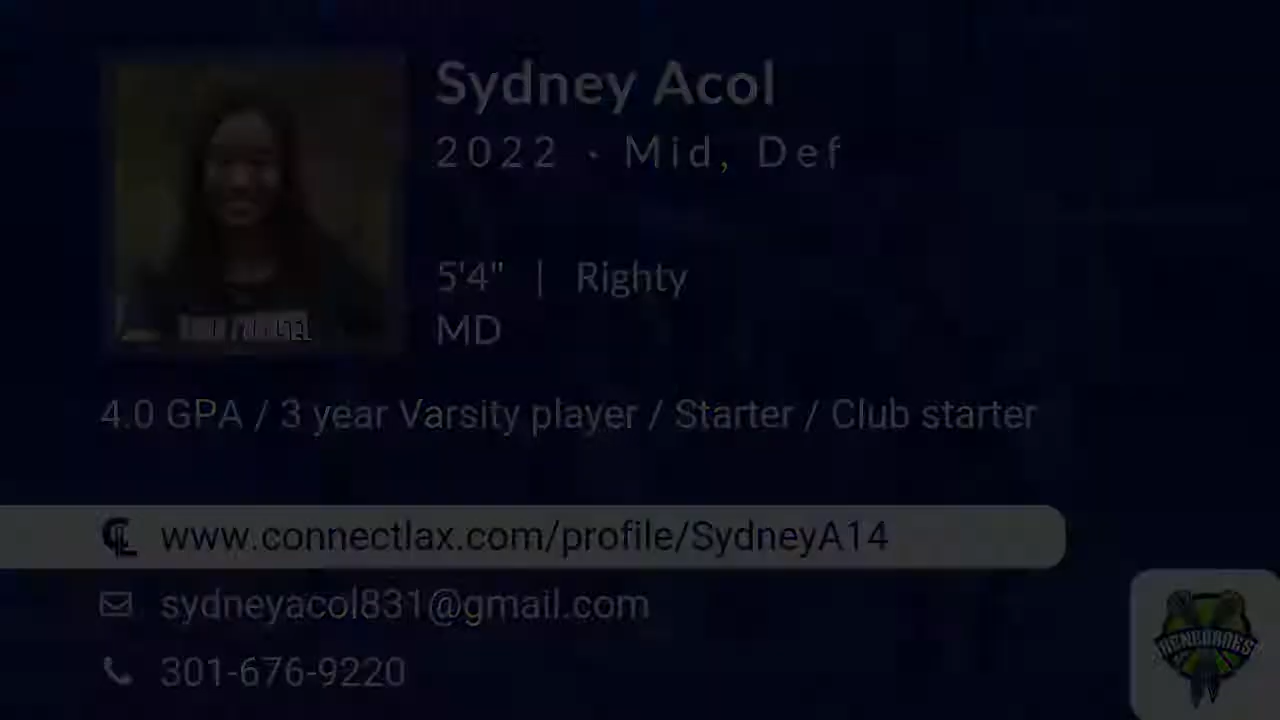 Sydney Acol
2022 · Mid, Def
5'4" | Righty
MD
4.0 GPA / 3 year Varsity player / Starter / Club starter
www.connectlax.com/profile/SydneyA14
sydneyacol831@gmail.com
301-676-9220
RENEGADES